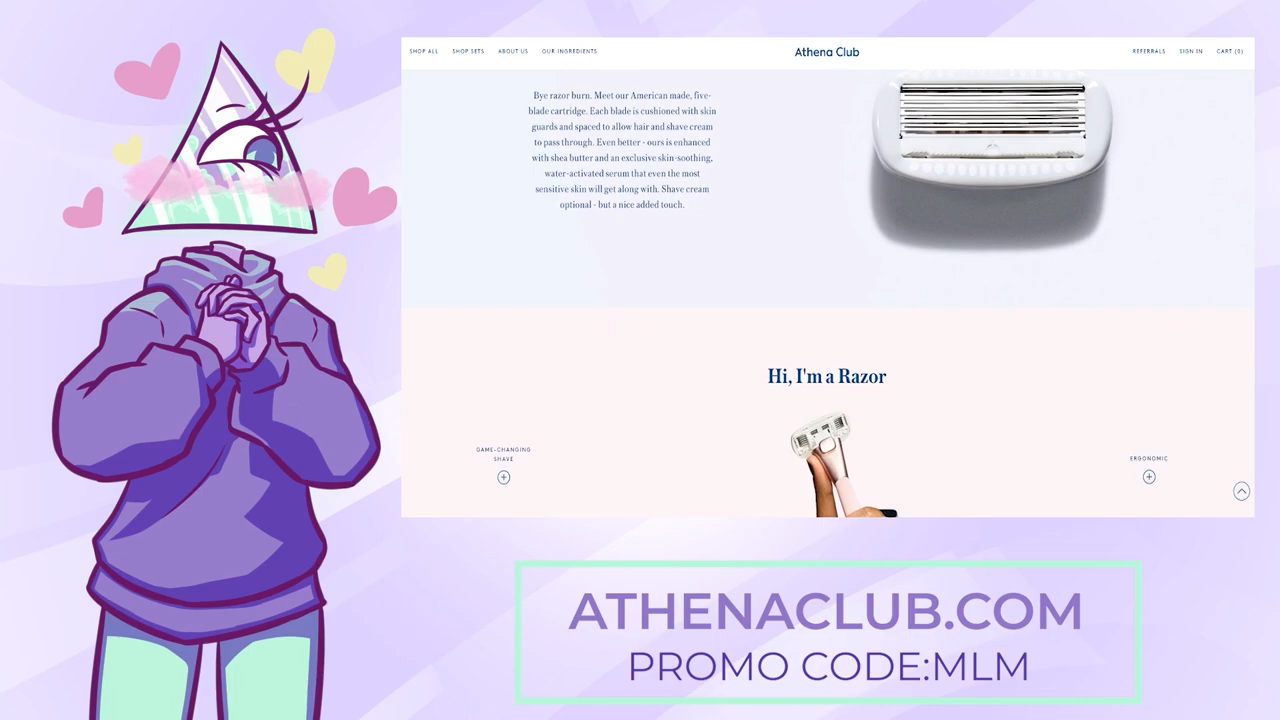 SHOP ALL SHOP SETS ABOUT US OUR INGREDIENTS Athena Club REFERRALS SIGN IN CART (0)
Bye razor burn. Meet our American made, five-
blade cartridge. Each blade is cushioned with skin
guards and spaced to allow hair and shave cream
to pass through. Even better - ours is enhanced
with shea butter and an exclusive skin-soothing,
water-activated serum that even the most
sensitive skin will get along with. Shave cream
optional - but a nice added touch.
Hi, I'm a Razor
GAME-CHANGING
SHAVE
ERGONOMIC
ATHENACLUB.COM
PROMO CODE:MLM